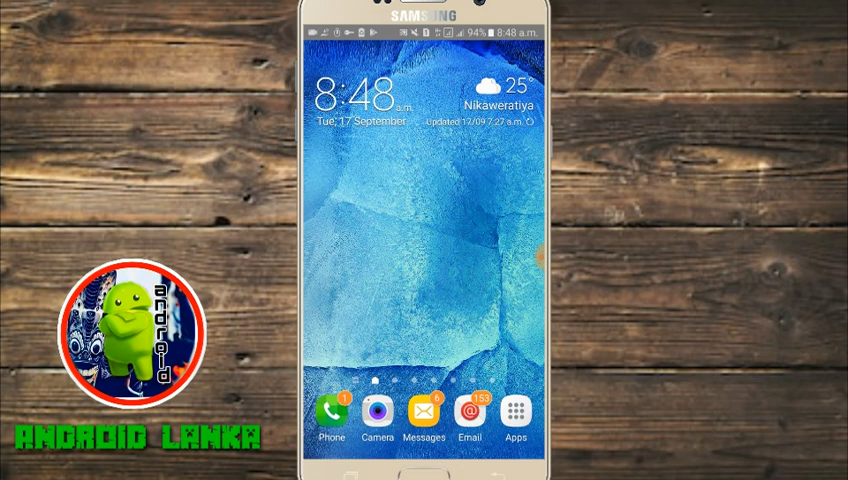 SAMSUNG
94% 8:48 a.m.
8:48 a.m.
25°
Nikaweratiya
Tue, 17 September
Updated 17/09 7:27 a.m.
android
ANDROID LANKA
1
6
153
Phone
Camera
Messages
Email
Apps